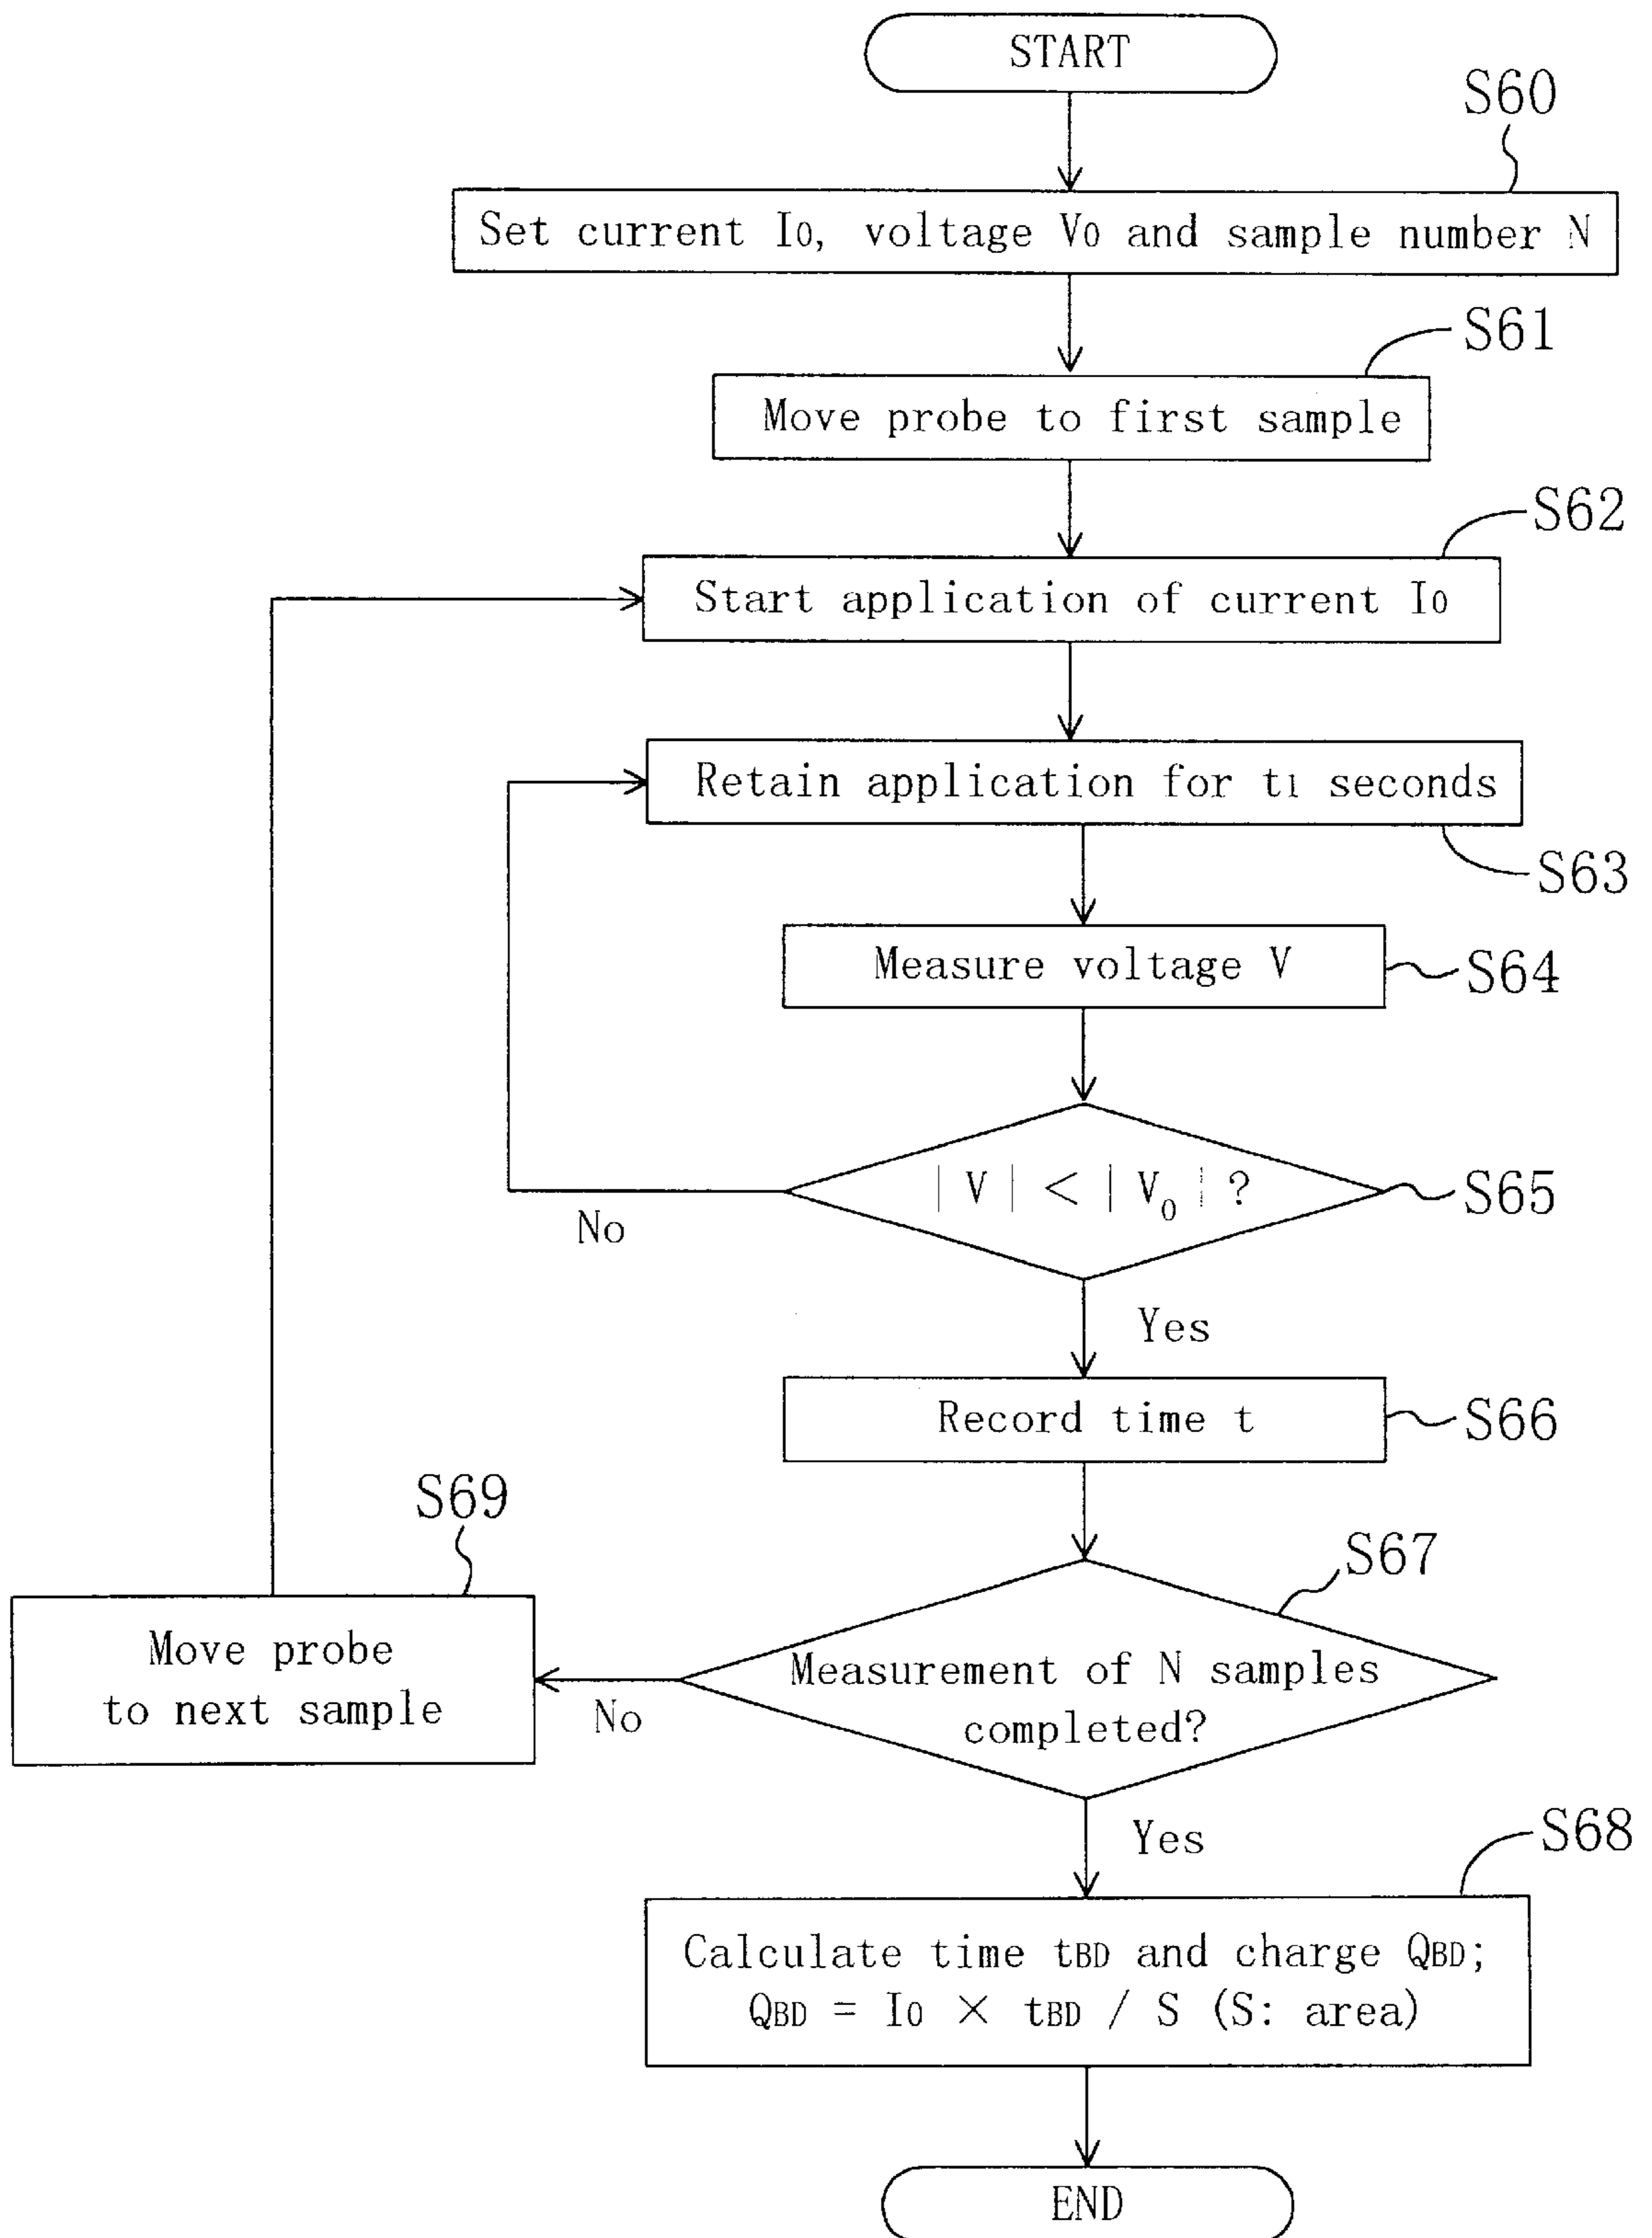 START
S60
Set current I0, voltage V0 and sample number N
S61
Move probe to first sample
S62
Start application of current I0
Retain application for t1 seconds
S63
Measure voltage V
S64
|V| < |V0| ?
S65
No
Yes
Record time t
S66
S69
S67
Move probe
to next sample
No
Measurement of N samples
completed?
Yes
S68
Calculate time tBD and charge QBD;
QBD = I0 × tBD / S (S: area)
END